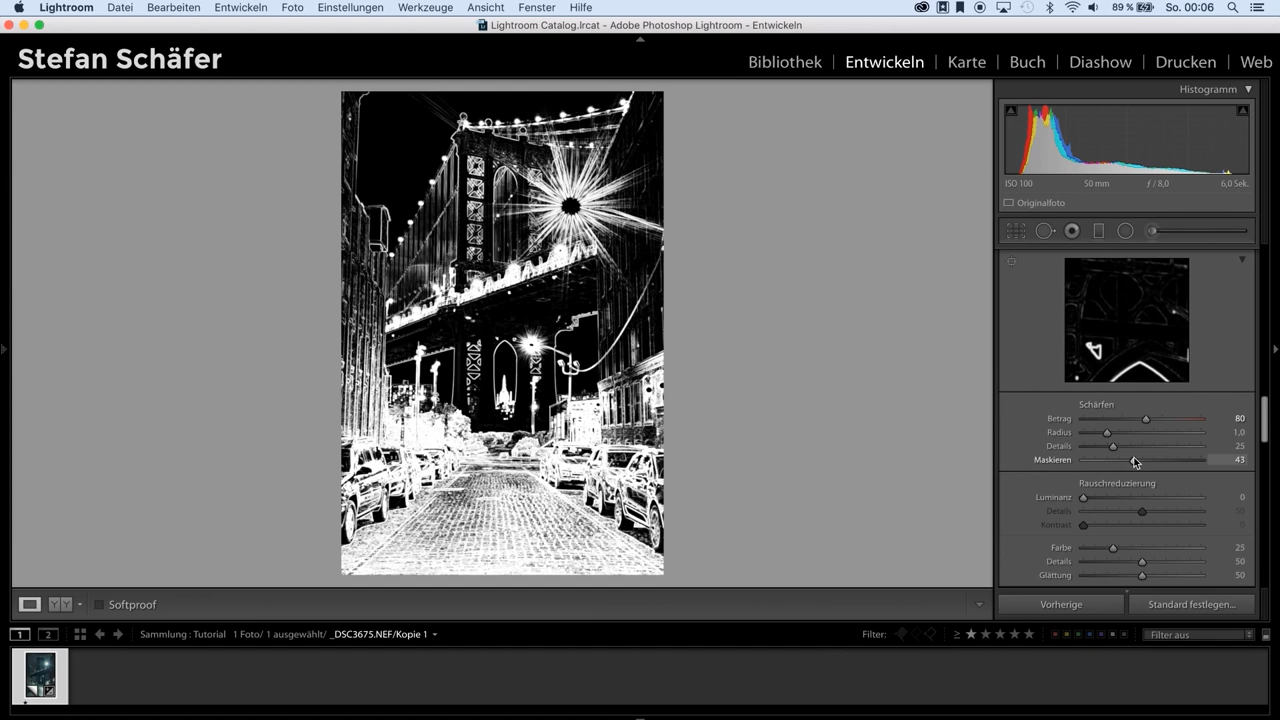 Lightroom Datei Bearbeiten Entwickeln Foto Einstellungen Werkzeuge Ansicht Fenster Hilfe 89 % So. 00:06
Lightroom Catalog.lrcat - Adobe Photoshop Lightroom - Entwickeln
Stefan Schäfer
Bibliothek | Entwickeln | Karte | Buch | Diashow | Drucken | Web
Histogramm
ISO 100 50 mm ƒ / 8,0 6,0 Sek.
Originalfoto
Schärfen
Betrag 80
Radius 1,0
Details 25
Maskieren 43
Rauschreduzierung
Luminanz 0
Details 50
Kontrast 0
Farbe 25
Details 50
Glättung 50
Softproof
Vorherige
Standard festlegen...
1 2 Sammlung : Tutorial 1 Foto/ 1 ausgewählt/ _DSC3675.NEF/Kopie 1
Filter: ≥ Filter aus